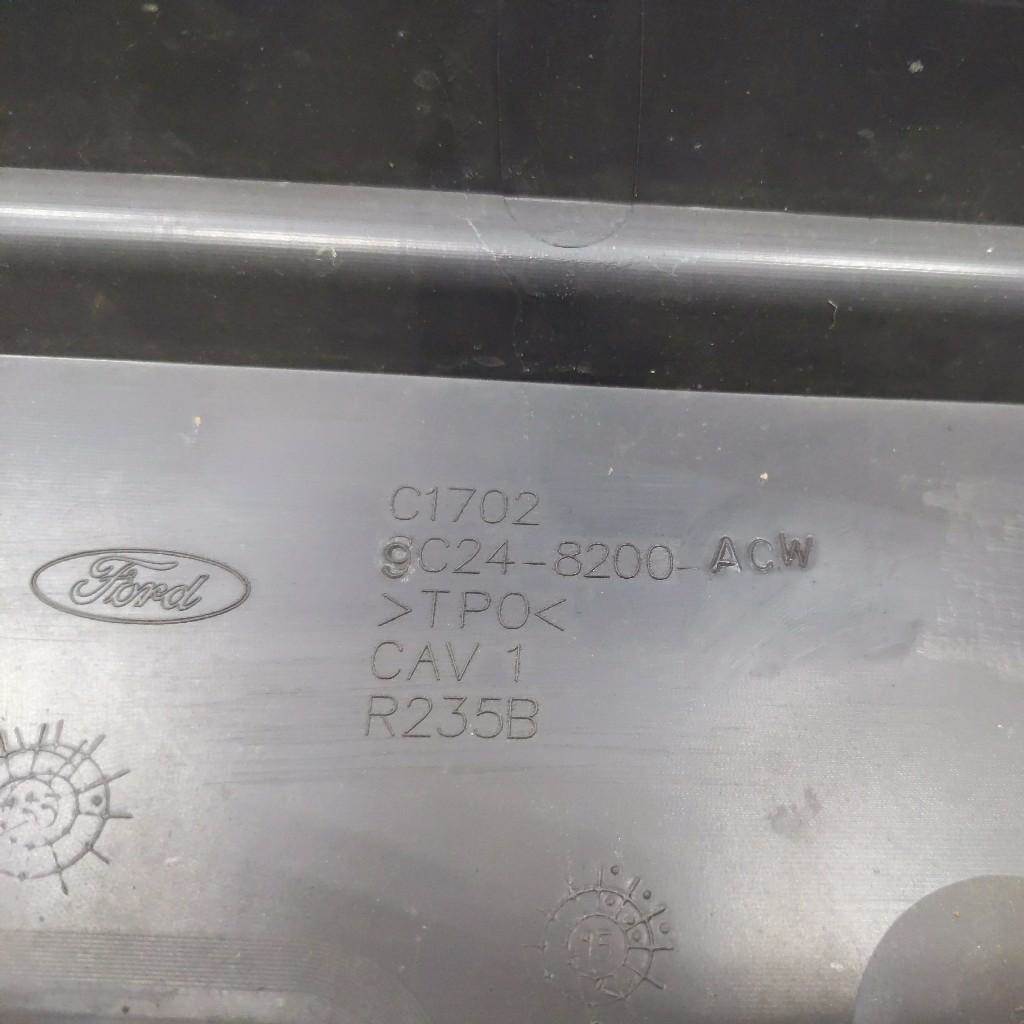 C1702
9C24-8200-ACW
Ford
>TPO<
CAV 1
R235B